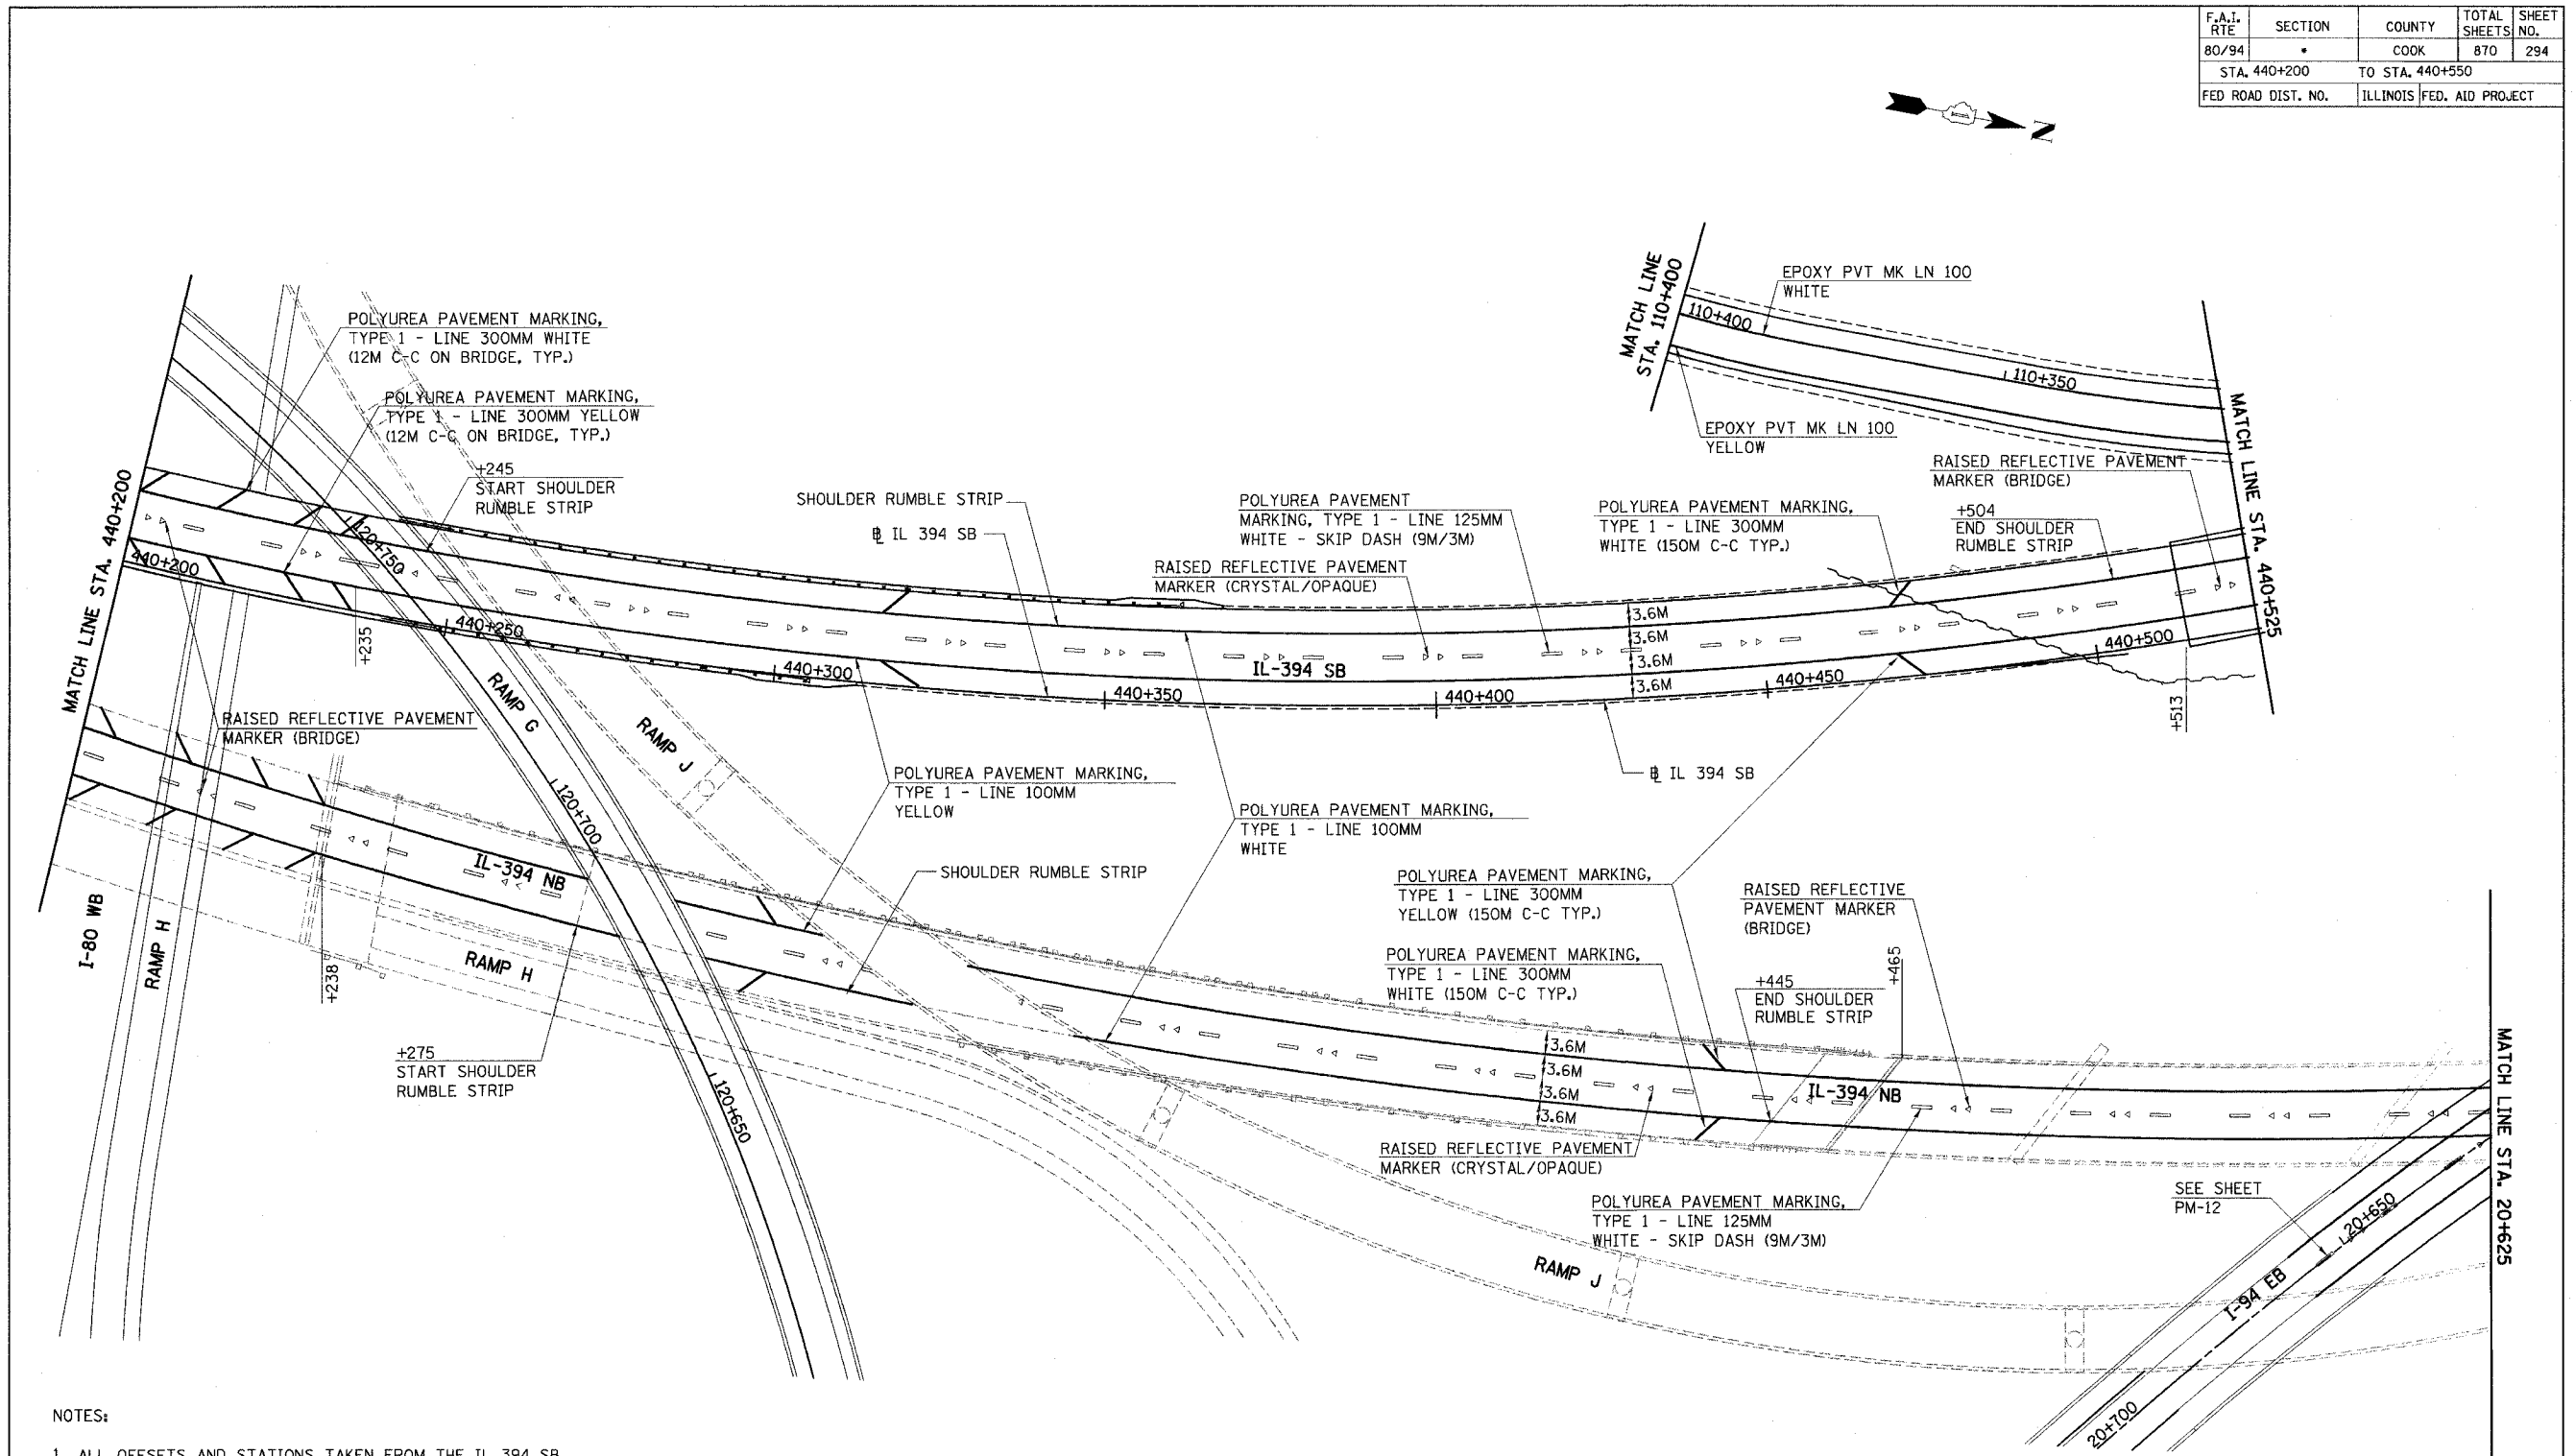 F.A.I. RTE
SECTION
COUNTY
TOTAL SHEETS
SHEET NO.
80/94
*
COOK
870
294
STA. 440+200 TO STA. 440+550
FED ROAD DIST. NO.
ILLINOIS
FED. AID PROJECT
N
MATCH LINE STA. 440+200
POLYUREA PAVEMENT MARKING,
TYPE 1 - LINE 300MM WHITE
(12M C-C ON BRIDGE, TYP.)
POLYUREA PAVEMENT MARKING,
TYPE 1 - LINE 300MM YELLOW
(12M C-C ON BRIDGE, TYP.)
+245
START SHOULDER
RUMBLE STRIP
SHOULDER RUMBLE STRIP
℄ IL 394 SB
POLYUREA PAVEMENT
MARKING, TYPE 1 - LINE 125MM
WHITE - SKIP DASH (9M/3M)
RAISED REFLECTIVE PAVEMENT
MARKER (CRYSTAL/OPAQUE)
POLYUREA PAVEMENT MARKING,
TYPE 1 - LINE 300MM
WHITE (150M C-C TYP.)
MATCH LINE
STA. 110+400
EPOXY PVT MK LN 100
WHITE
110+400
110+350
EPOXY PVT MK LN 100
YELLOW
RAISED REFLECTIVE PAVEMENT
MARKER (BRIDGE)
+504
END SHOULDER
RUMBLE STRIP
MATCH LINE STA. 440+525
440+200
120+750
+235
440+250
440+300
440+350
440+400
440+450
440+500
+513
IL-394 SB
3.6M
3.6M
3.6M
3.6M
RAMP G
RAMP J
RAISED REFLECTIVE PAVEMENT
MARKER (BRIDGE)
℄ IL 394 SB
POLYUREA PAVEMENT MARKING,
TYPE 1 - LINE 100MM
YELLOW
POLYUREA PAVEMENT MARKING,
TYPE 1 - LINE 100MM
WHITE
SHOULDER RUMBLE STRIP
120+700
IL-394 NB
I-80 WB
RAMP H
+238
RAMP H
POLYUREA PAVEMENT MARKING,
TYPE 1 - LINE 300MM
YELLOW (150M C-C TYP.)
POLYUREA PAVEMENT MARKING,
TYPE 1 - LINE 300MM
WHITE (150M C-C TYP.)
RAISED REFLECTIVE
PAVEMENT MARKER
(BRIDGE)
+445
END SHOULDER
RUMBLE STRIP
+465
+275
START SHOULDER
RUMBLE STRIP
120+650
3.6M
3.6M
3.6M
3.6M
IL-394 NB
RAISED REFLECTIVE PAVEMENT
MARKER (CRYSTAL/OPAQUE)
POLYUREA PAVEMENT MARKING,
TYPE 1 - LINE 125MM
WHITE - SKIP DASH (9M/3M)
RAMP J
SEE SHEET
PM-12
20+650
I-94 EB
20+700
MATCH LINE STA. 20+625
NOTES:
1. ALL OFFSETS AND STATIONS TAKEN FROM THE IL 394 SB